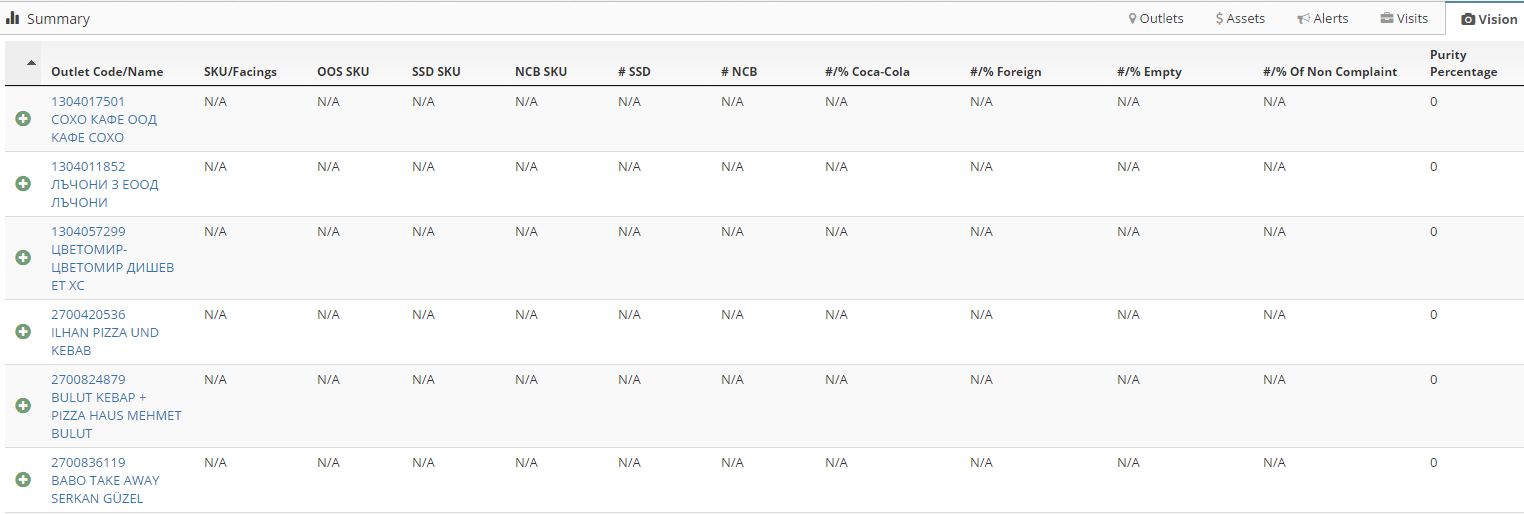 Summary
Outlets
Assets
Alerts
Visits
Vision
Outlet Code/Name SKU/Facings OOS SKU SSD SKU NCB SKU # SSD # NCB #/% Coca-Cola #/% Foreign #/% Empty #/% Of Non Complaint Purity Percentage
1304017501 N/A N/A N/A N/A N/A N/A N/A N/A N/A N/A 0
СОХО КАФЕ ООД
КАФЕ СОХО
1304011852 N/A N/A N/A N/A N/A N/A N/A N/A N/A N/A 0
ЛЪЧОНИ 3 ЕООД
ЛЪЧОНИ
1304057299 N/A N/A N/A N/A N/A N/A N/A N/A N/A N/A 0
ЦВЕТОМИР-
ЦВЕТОМИР ДИШЕВ
ЕТ ХС
2700420536 N/A N/A N/A N/A N/A N/A N/A N/A N/A N/A 0
ILHAN PIZZA UND
KEBAB
2700824879 N/A N/A N/A N/A N/A N/A N/A N/A N/A N/A 0
BULUT KEBAP +
PIZZA HAUS MEHMET
BULUT
2700836119 N/A N/A N/A N/A N/A N/A N/A N/A N/A N/A 0
BABO TAKE AWAY
SERKAN GÜZEL